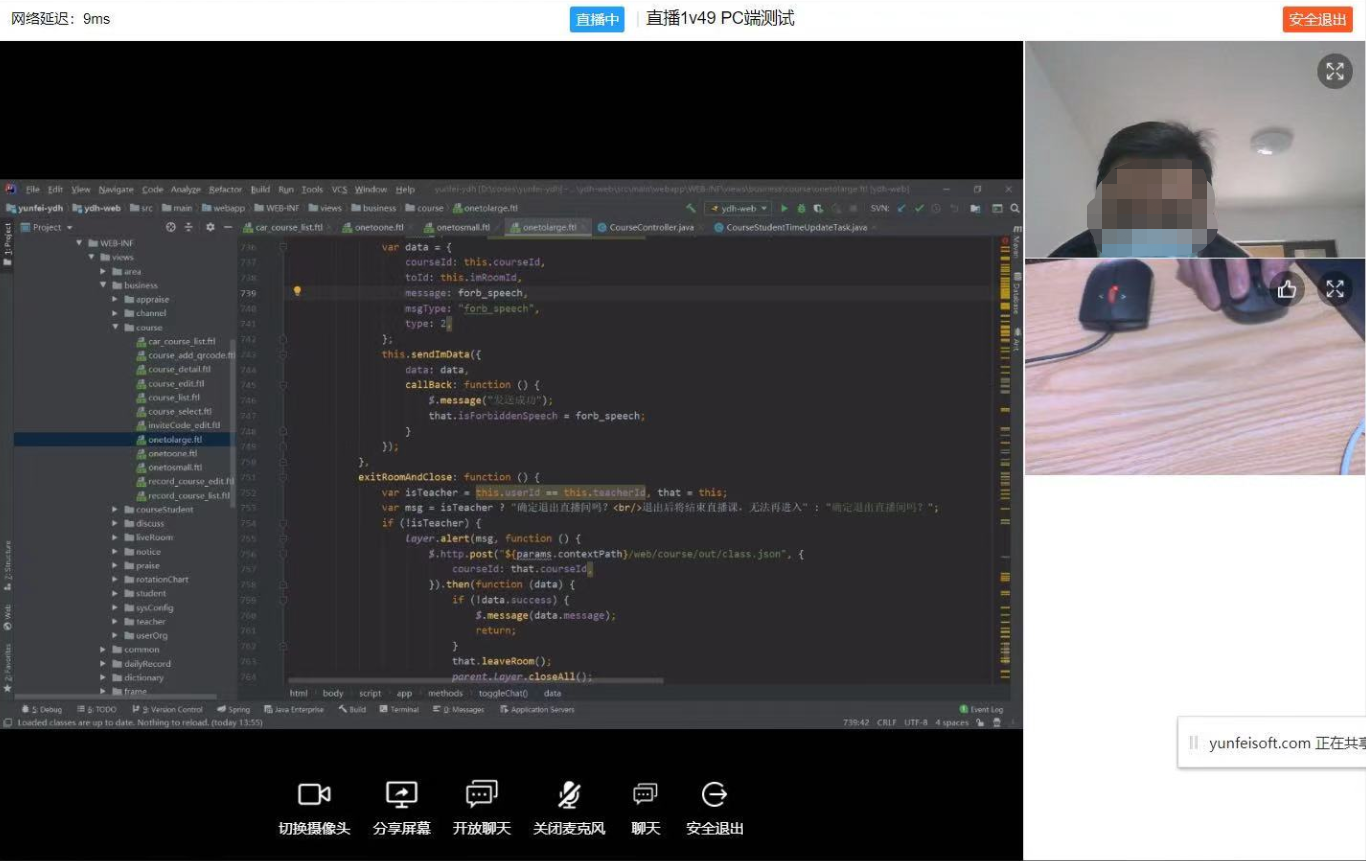 网络延迟：9ms
直播中
直播1v49 PC端测试
安全退出
File Edit View Navigate Code Analyze Refactor Build Run Tools VCS Window Help
yunfei-ydh ydh-web src main webapp WEB-INF views business course onetolarge.ftl
ydh-web
SVN:
Project
car_course_list.ftl
onetoone.ftl
onetosmall.ftl
onetolarge.ftl
CourseController.java
CourseStudentTimeUpdateTask.java
WEB-INF
views
area
business
appraise
channel
course
car_course_list.ftl
course_add_qrcode.ftl
course_detail.ftl
course_edit.ftl
course_list.ftl
course_select.ftl
inviteCode_edit.ftl
onetolarge.ftl
onetoone.ftl
onetosmall.ftl
record_course_edit.ftl
record_course_list.ftl
courseStudent
discuss
liveRoom
notice
praise
rotationChart
student
sysConfig
teacher
userOrg
common
dailyRecord
dictionary
frame
736 var data = {
737 courseId: this.courseId,
738 toId: this.imRoomId,
739 message: forb_speech,
740 msgType: "forb_speech",
741 type: 2,
742 };
743 this.sendImData({
744 data: data,
745 callBack: function () {
746 $.message("发送成功");
747 that.isForbiddenSpeech = forb_speech;
748 }
749 });
750 },
751 exitRoomAndClose: function () {
752 var isTeacher = this.userId == this.teacherId, that = this;
753 var msg = isTeacher ? "确定退出直播间吗？<br/>退出后将结束直播课，无法再进入" : "确定退出直播间吗？";
754 if (!isTeacher) {
755 layer.alert(msg, function () {
756 $.http.post("${params.contextPath}/web/course/out/class.json", {
757 courseId: that.courseId,
758 }).then(function (data) {
759 if (!data.success) {
760 $.message(data.message);
761 return;
762 }
763 that.leaveRoom();
764 parent.layer.closeAll();
html body script app methods toggleChat() data
5: Debug 6: TODO 9: Version Control Spring Java Enterprise Build Terminal 0: Messages Application Servers
Event Log
Loaded classes are up to date. Nothing to reload. (today 13:55)
739:42 CRLF UTF-8 4 spaces
1: Project
Z: Structure
Web
2: Favorites
Maven
Database
Ant
yunfeisoft.com 正在共享
切换摄像头
分享屏幕
开放聊天
关闭麦克风
聊天
安全退出